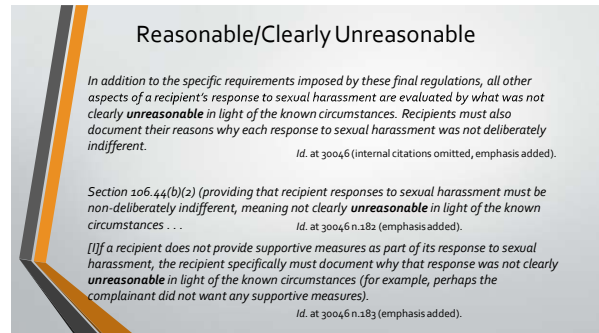 Reasonable/Clearly Unreasonable
In addition to the specific requirements imposed by these final regulations, all other
aspects of a recipient's response to sexual harassment are evaluated by what was not
clearly unreasonable in light of the known circumstances. Recipients must also
document their reasons why each response to sexual harassment was not deliberately
indifferent.
Id. at 30046 (internal citations omitted, emphasis added).
Section 106.44(b)(2) (providing that recipient responses to sexual harassment must be
non-deliberately indifferent, meaning not clearly unreasonable in light of the known
circumstances . . .
Id. at 30046 n.182 (emphasis added).
[I]f a recipient does not provide supportive measures as part of its response to sexual
harassment, the recipient specifically must document why that response was not clearly
unreasonable in light of the known circumstances (for example, perhaps the
complainant did not want any supportive measures).
Id. at 30046 n.183 (emphasis added).